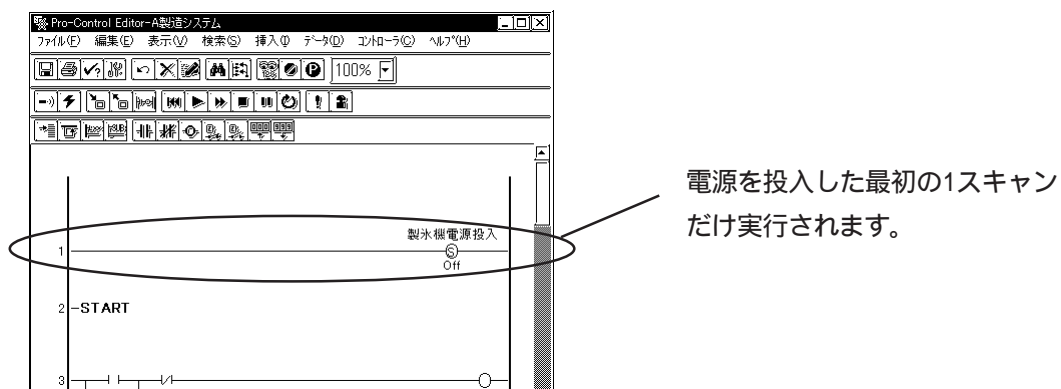 Pro-Control Editor-A製造システム
ファイル(F) 編集(E) 表示(V) 検索(S) 挿入(I) データ(D) コントローラ(C) ヘルプ(H)
100%
製氷機電源投入
1
S
Off
2 START
3
電源を投入した最初の1スキャン
だけ実行されます。